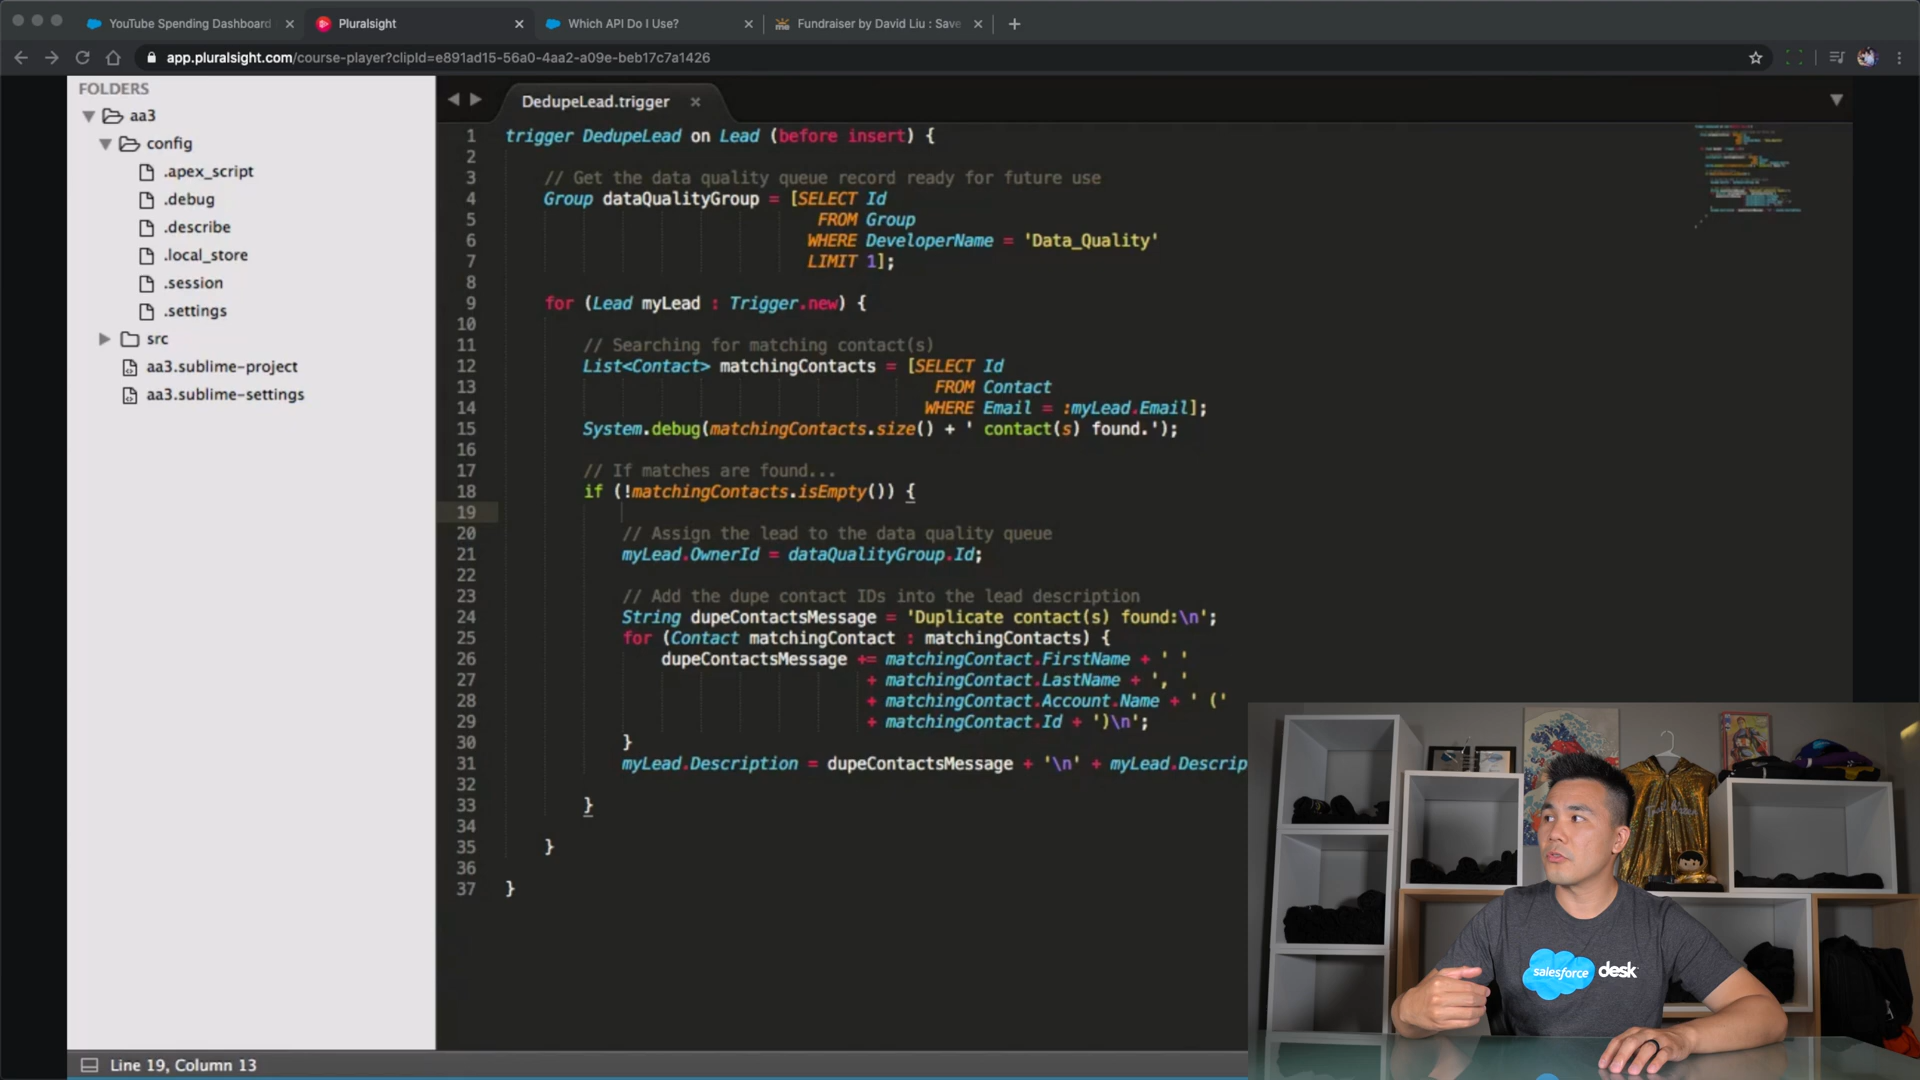 YouTube Spending Dashboard
Pluralsight
Which API Do I Use?
Fundraiser by David Liu : Save
app.pluralsight.com/course-player?clipId=e891ad15-56a0-4aa2-a09e-beb17c7a1426
FOLDERS
aa3
config
.apex_script
.debug
.describe
.local_store
.session
.settings
src
aa3.sublime-project
aa3.sublime-settings
DedupeLead.trigger
1 trigger DedupeLead on Lead (before insert) {
2
3 // Get the data quality queue record ready for future use
4 Group dataQualityGroup = [SELECT Id
5 FROM Group
6 WHERE DeveloperName = 'Data_Quality'
7 LIMIT 1];
8
9 for (Lead myLead : Trigger.new) {
10
11 // Searching for matching contact(s)
12 List<Contact> matchingContacts = [SELECT Id
13 FROM Contact
14 WHERE Email = :myLead.Email];
15 System.debug(matchingContacts.size() + ' contact(s) found.');
16
17 // If matches are found...
18 if (!matchingContacts.isEmpty()) {
19
20 // Assign the lead to the data quality queue
21 myLead.OwnerId = dataQualityGroup.Id;
22
23 // Add the dupe contact IDs into the lead description
24 String dupeContactsMessage = 'Duplicate contact(s) found:\n';
25 for (Contact matchingContact : matchingContacts) {
26 dupeContactsMessage += matchingContact.FirstName + ' '
27 + matchingContact.LastName + ', '
28 + matchingContact.Account.Name + ' ('
29 + matchingContact.Id + ')\n';
30 }
31 myLead.Description = dupeContactsMessage + '\n' + myLead.Descrip
32
33 }
34
35 }
36
37 }
salesforce desk
Line 19, Column 13